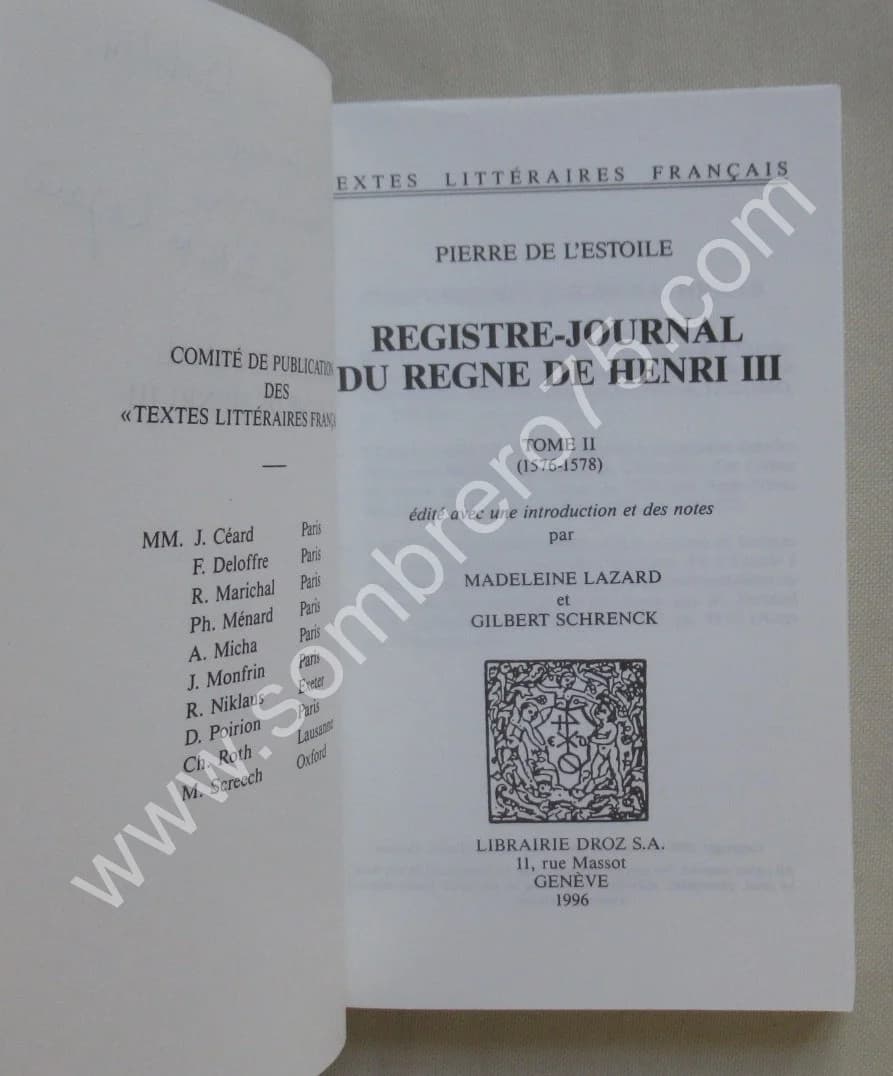 COMITÉ DE PUBLICATION
DES
«TEXTES LITTÉRAIRES FRANÇA
—
MM. J. Céard Paris
F. Deloffre Paris
R. Marichal Paris
Ph. Ménard Paris
A. Micha Paris
J. Monfrin Paris
R. Niklaus Exeter
D. Poirion Paris
Ch. Roth Lausanne
M. Screech Oxford
EXTES LITTÉRAIRES FRANÇAIS
PIERRE DE L'ESTOILE
REGISTRE-JOURNAL
DU REGNE DE HENRI III
TOME II
(1576-1578)
édité avec une introduction et des notes
par
MADELEINE LAZARD
et
GILBERT SCHRENCK
LIBRAIRIE DROZ S.A.
11, rue Massot
GENÈVE
1996
www.sombrero75.com